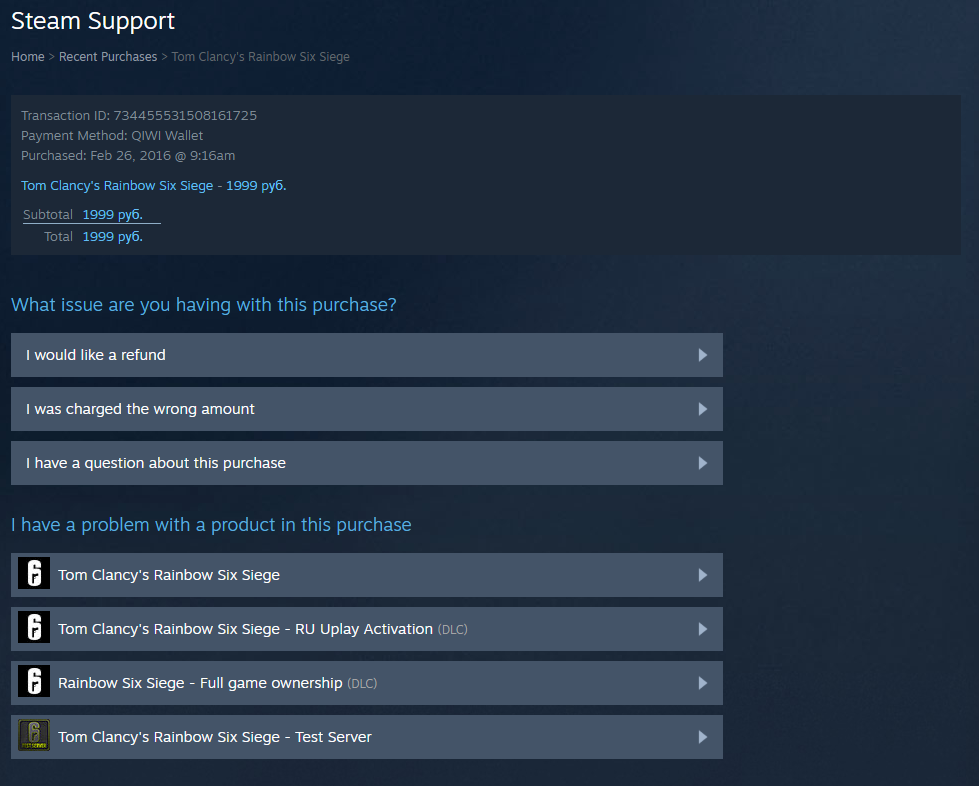 Steam Support
Home > Recent Purchases > Tom Clancy's Rainbow Six Siege
Transaction ID: 734455531508161725
Payment Method: QIWI Wallet
Purchased: Feb 26, 2016 @ 9:16am
Tom Clancy's Rainbow Six Siege - 1999 руб.
Subtotal 1999 руб.
Total 1999 руб.
What issue are you having with this purchase?
I would like a refund
I was charged the wrong amount
I have a question about this purchase
I have a problem with a product in this purchase
Tom Clancy's Rainbow Six Siege
Tom Clancy's Rainbow Six Siege - RU Uplay Activation (DLC)
Rainbow Six Siege - Full game ownership (DLC)
Tom Clancy's Rainbow Six Siege - Test Server